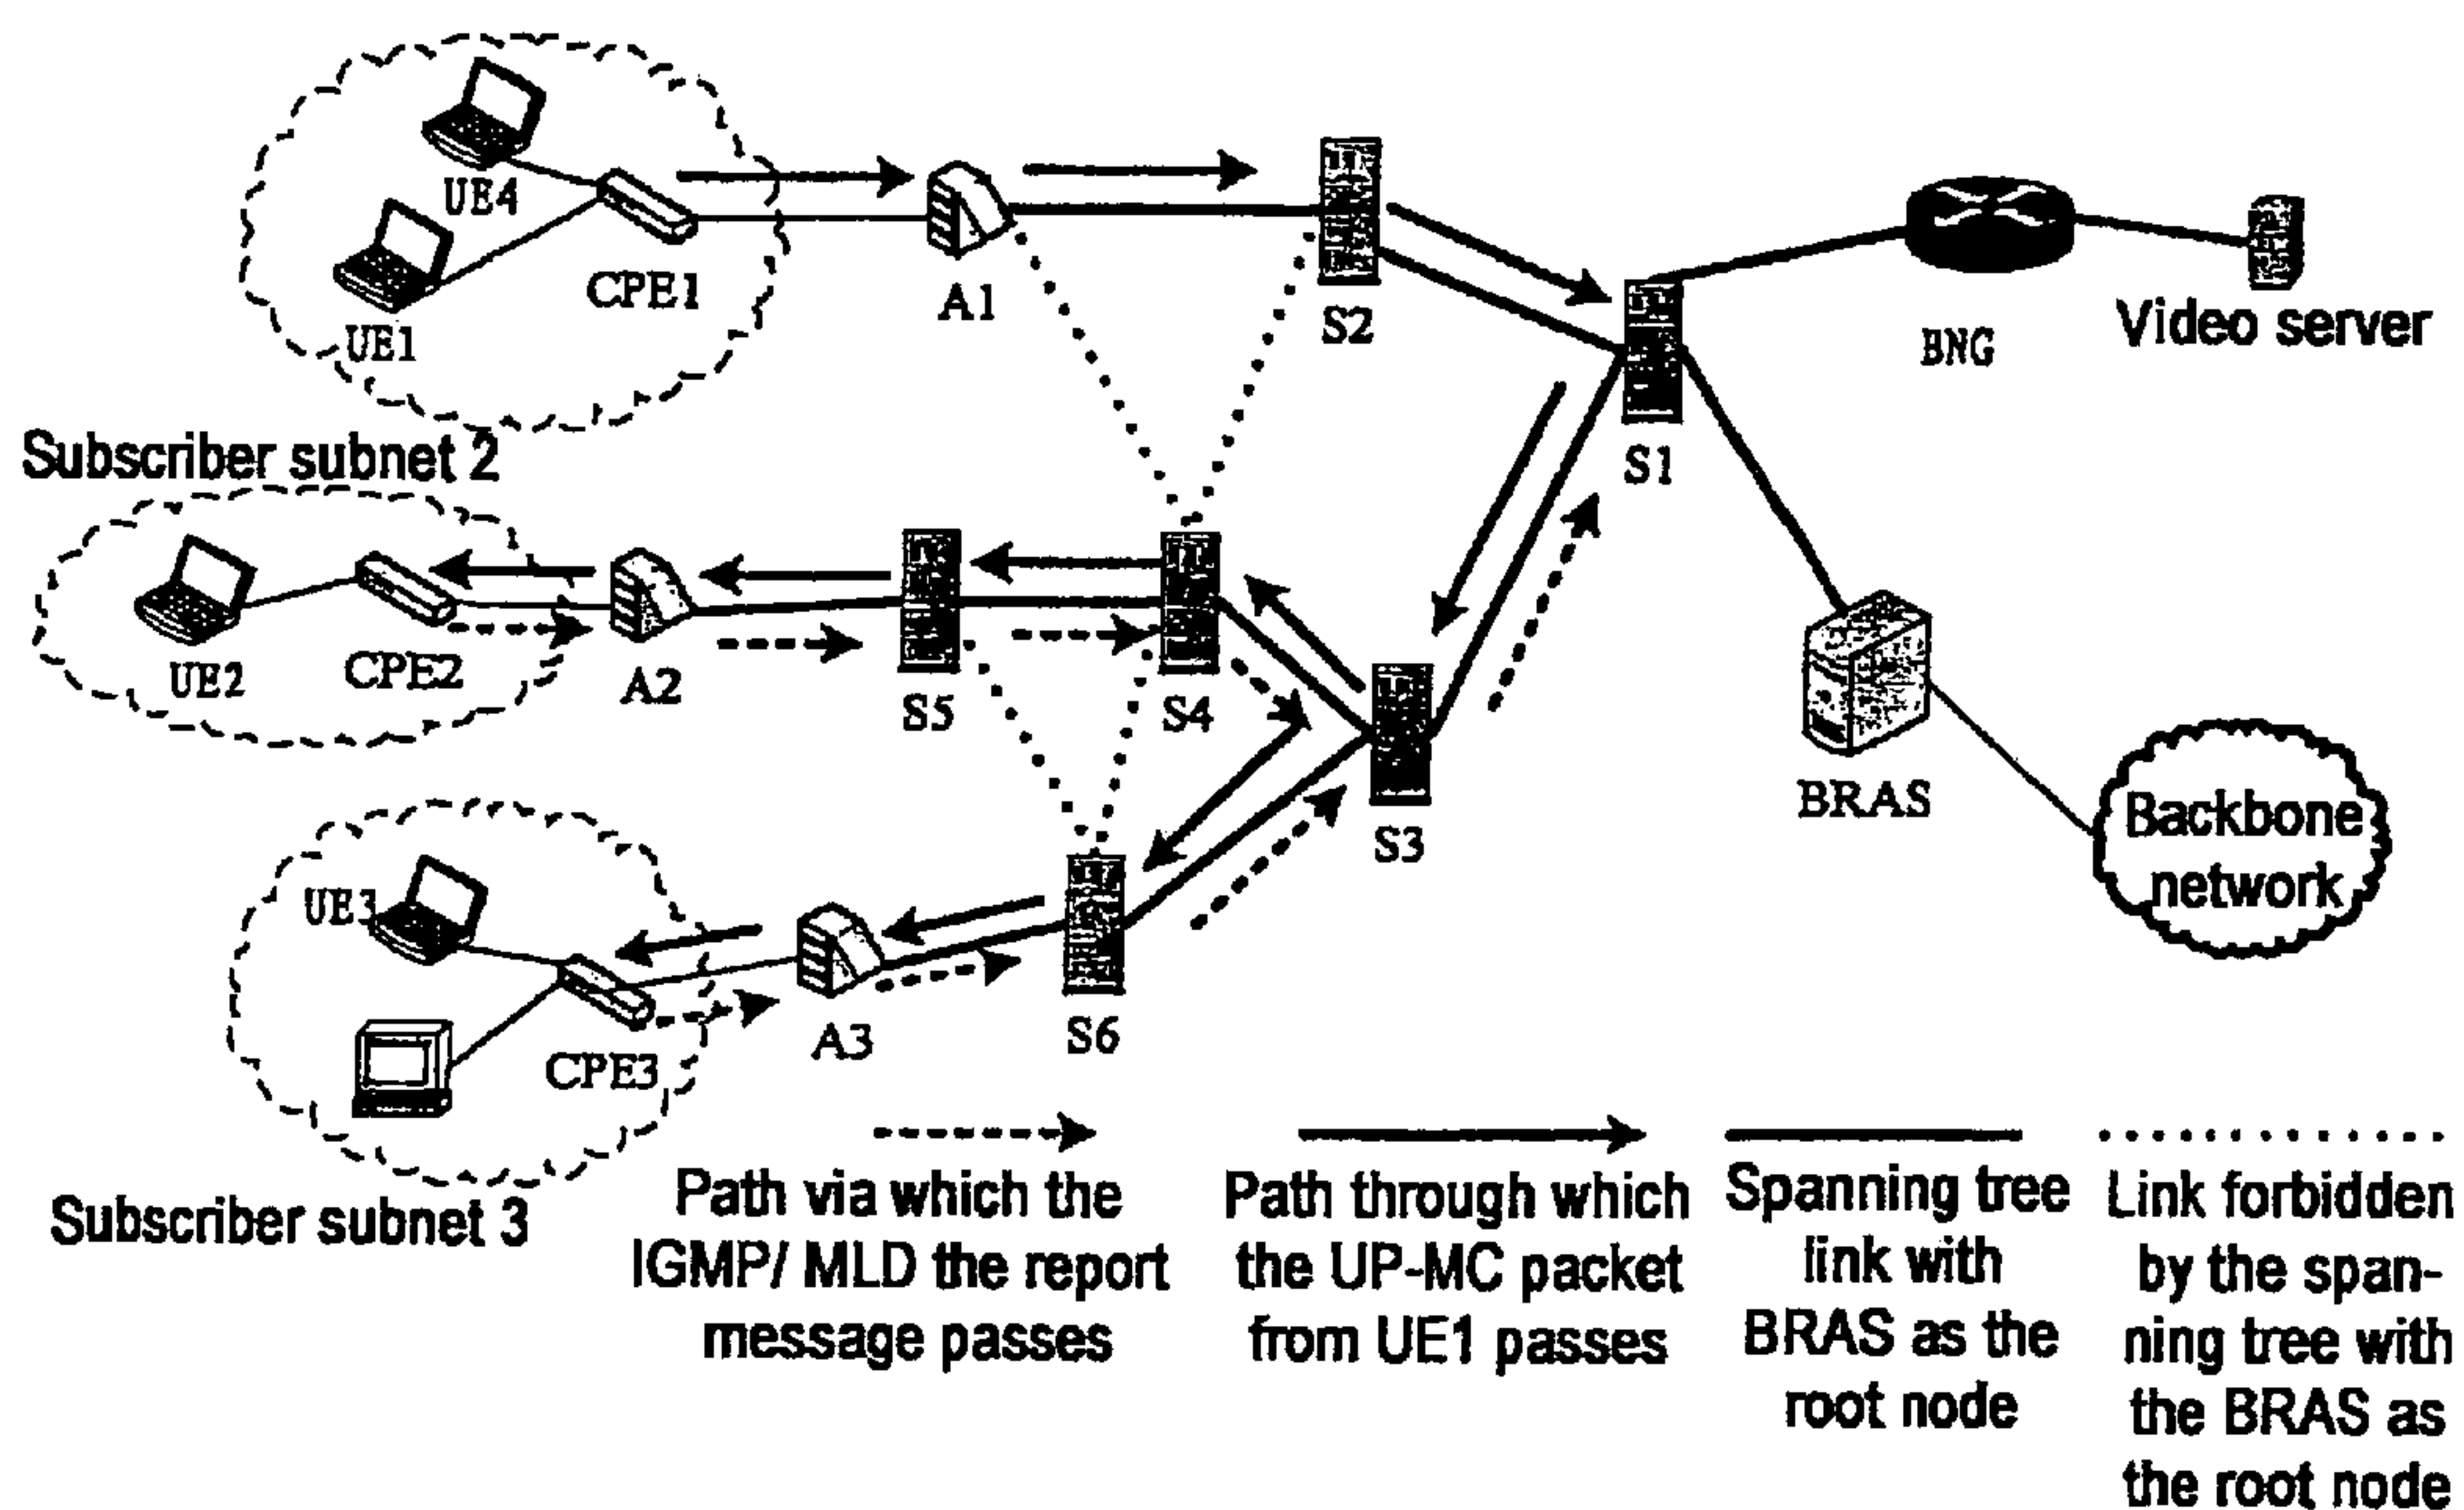 UE4
UE1
CPE1
A1
S2
S1
BNG
Video server
Subscriber subnet 2
UE2
CPE2
A2
S5
S4
S3
BRAS
Backbone
network
UE3
CPE3
A3
S6
Subscriber subnet 3
Path via which the
IGMP/ MLD the report
message passes
Path through which
the UP-MC packet
from UE1 passes
Spanning tree
link with
BRAS as the
root node
Link forbidden
by the span-
ning tree with
the BRAS as
the root node